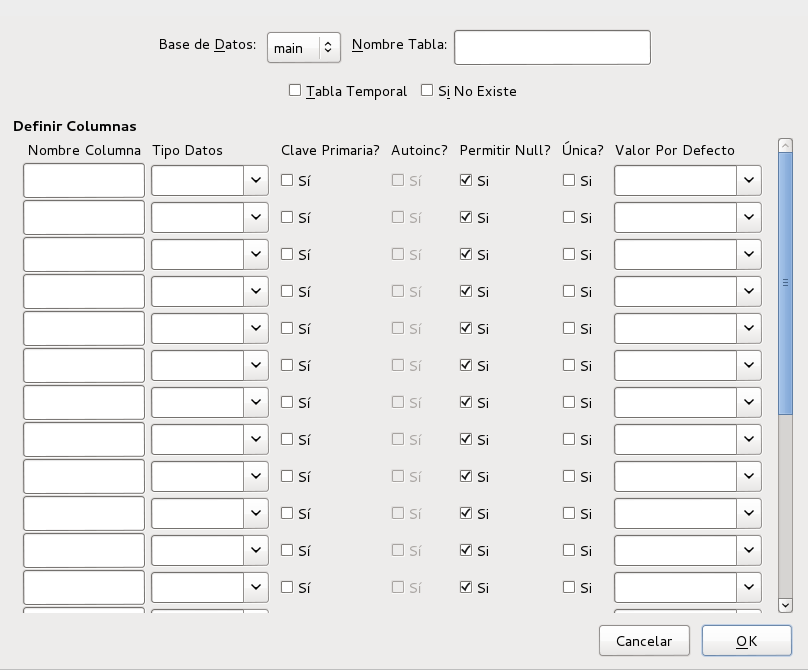 Base de Datos: main Nombre Tabla:
Tabla Temporal Si No Existe
Definir Columnas
Nombre Columna Tipo Datos Clave Primaria? Autoinc? Permitir Null? Única? Valor Por Defecto
Sí Sí Si Si
Sí Sí Si Si
Sí Sí Si Si
Sí Sí Si Si
Sí Sí Si Si
Sí Sí Si Si
Sí Sí Si Si
Sí Sí Si Si
Sí Sí Si Si
Sí Sí Si Si
Sí Sí Si Si
Sí Sí Si Si
Cancelar OK